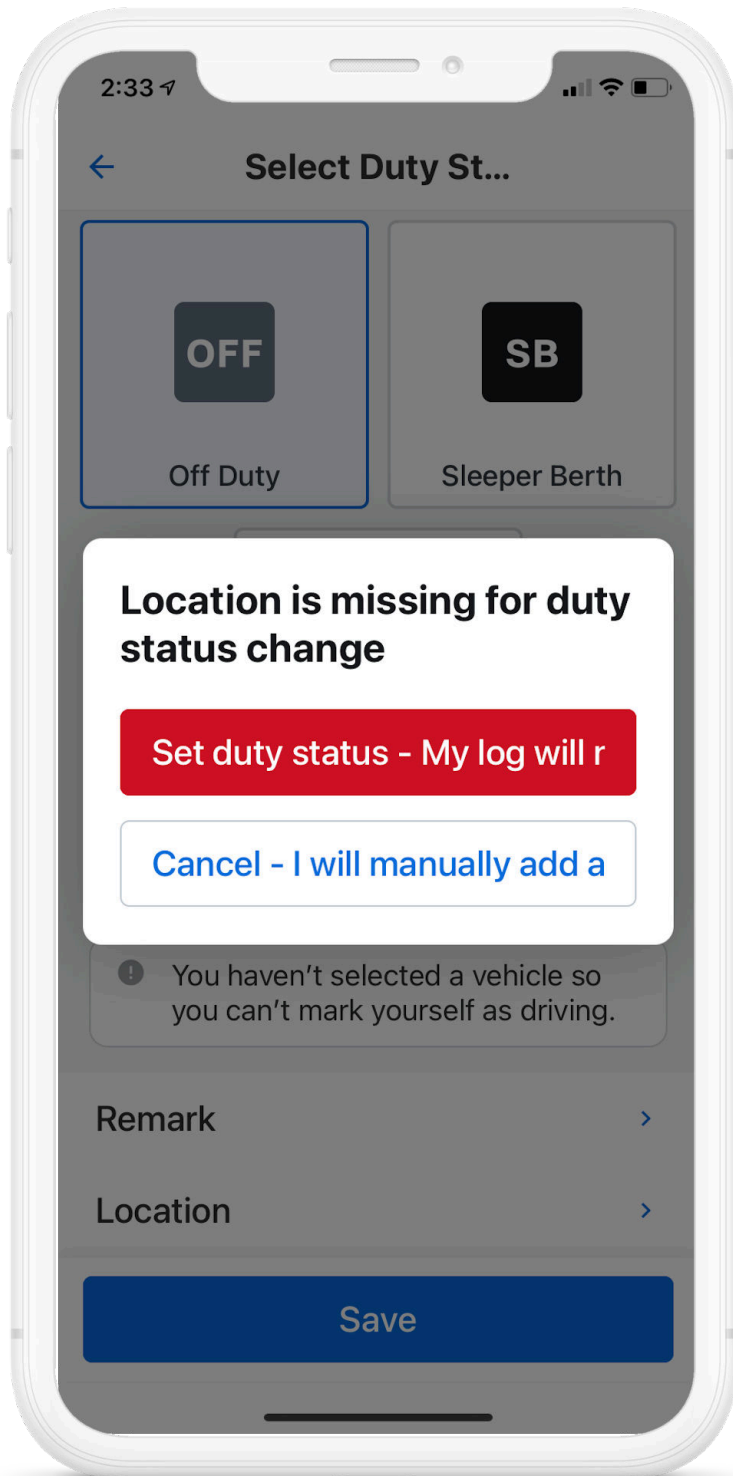 2:33
Select Duty St...
OFF
SB
Off Duty
Sleeper Berth
Location is missing for duty
status change
Set duty status - My log will r
Cancel - I will manually add a
You haven't selected a vehicle so
you can't mark yourself as driving.
Remark
Location
Save